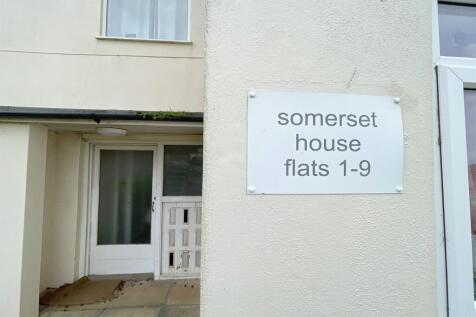 somerset
house
flats 1-9